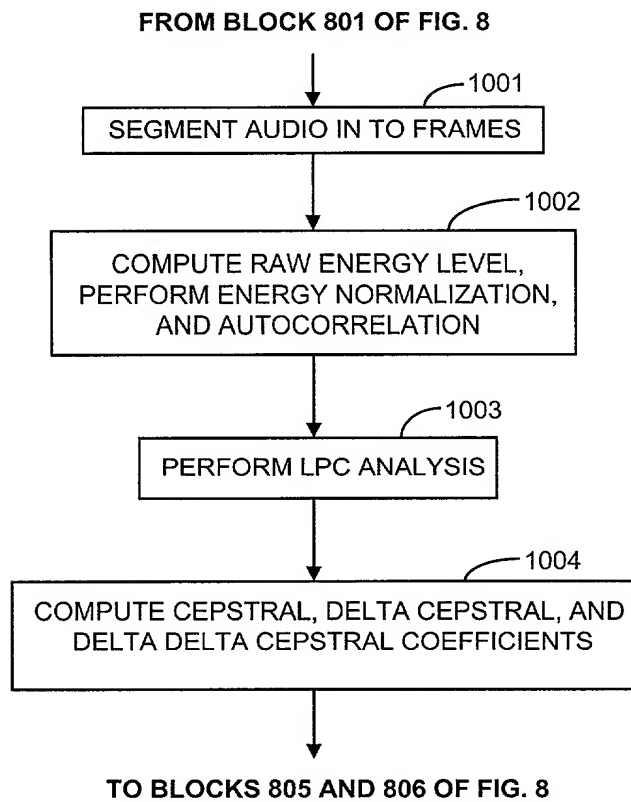 FROM BLOCK 801 OF FIG. 8
1001
SEGMENT AUDIO IN TO FRAMES
1002
COMPUTE RAW ENERGY LEVEL,
PERFORM ENERGY NORMALIZATION,
AND AUTOCORRELATION
1003
PERFORM LPC ANALYSIS
1004
COMPUTE CEPSTRAL, DELTA CEPSTRAL, AND
DELTA DELTA CEPSTRAL COEFFICIENTS
TO BLOCKS 805 AND 806 OF FIG. 8